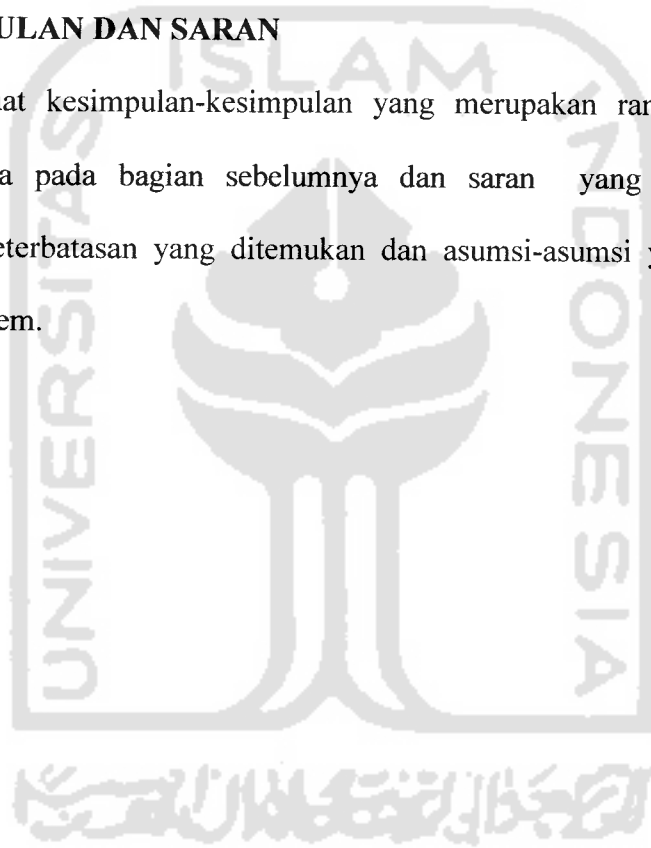 ULAN DAN SARAN
ISLAM
at kesimpulan-kesimpulan yang merupakan ran
a pada bagian sebelumnya dan saran yang
eterbatasan yang ditemukan dan asumsi-asumsi y
em.
UNIVERSITAS
INDONESIA